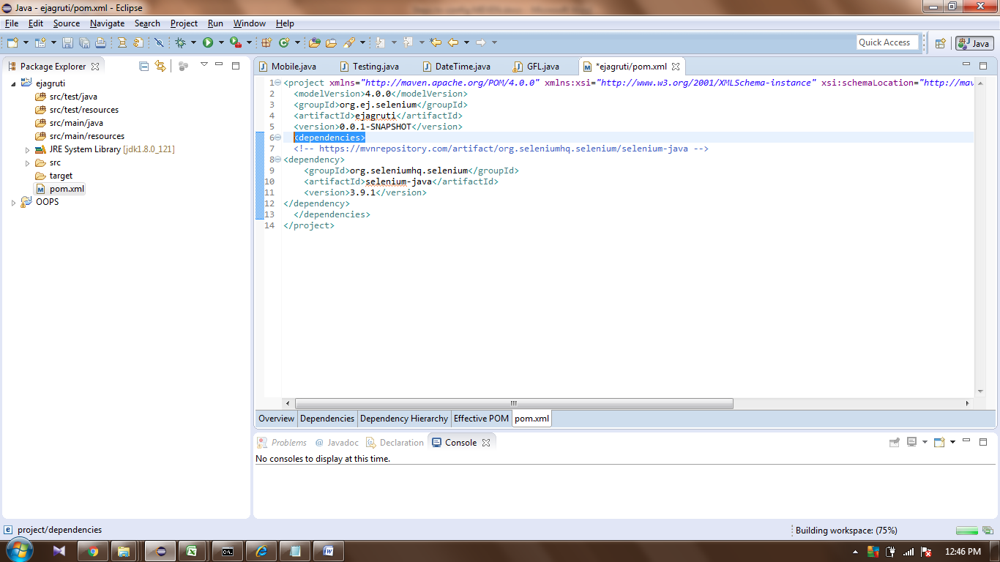 Java - ejagruti/pom.xml - Eclipse
File Edit Source Navigate Search Project Run Window Help
Quick Access
Java
Package Explorer
ejagruti
src/test/java
src/test/resources
src/main/java
src/main/resources
JRE System Library [jdk1.8.0_121]
src
target
pom.xml
OOPS
Mobile.java Testing.java DateTime.java GFL.java *ejagruti/pom.xml
1 <project xmlns="http://maven.apache.org/POM/4.0.0" xmlns:xsi="http://www.w3.org/2001/XMLSchema-instance" xsi:schemaLocation="http://mav
2 <modelVersion>4.0.0</modelVersion>
3 <groupId>org.ej.selenium</groupId>
4 <artifactId>ejagruti</artifactId>
5 <version>0.0.1-SNAPSHOT</version>
6 <dependencies>
7 <!-- https://mvnrepository.com/artifact/org.seleniumhq.selenium/selenium-java -->
8 <dependency>
9 <groupId>org.seleniumhq.selenium</groupId>
10 <artifactId>selenium-java</artifactId>
11 <version>3.9.1</version>
12 </dependency>
13 </dependencies>
14 </project>
Overview Dependencies Dependency Hierarchy Effective POM pom.xml
Problems @ Javadoc Declaration Console
No consoles to display at this time.
project/dependencies
Building workspace: (75%)
12:46 PM